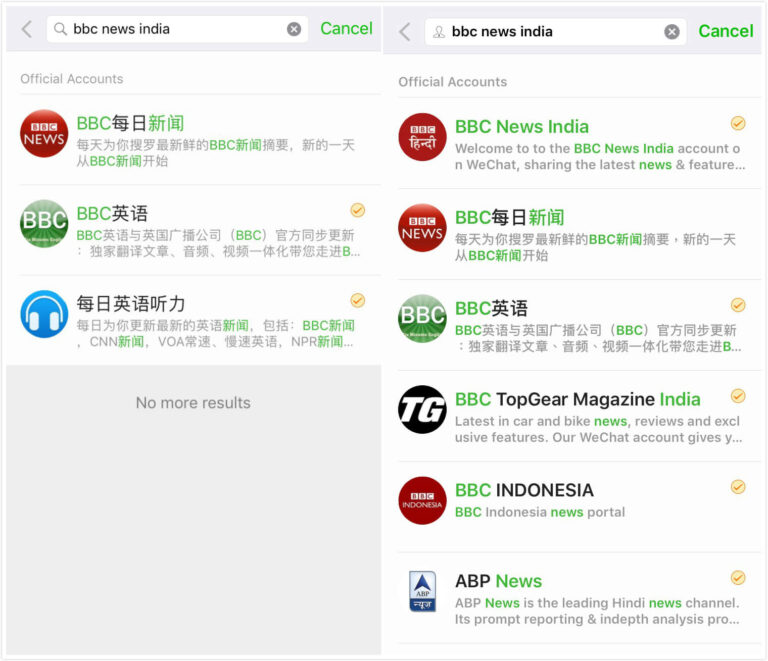 bbc news india
Cancel
Official Accounts
BBC NEWS
BBC每日新闻
每天为你搜罗最新鲜的BBC新闻摘要，新的一天
从BBC新闻开始
BBC
BBC英语
BBC英语与英国广播公司（BBC）官方同步更新
：独家翻译文章、音频、视频一体化带您走进B...
每日英语听力
每日为你更新最新的英语新闻，包括：BBC新闻
，CNN新闻，VOA常速、慢速英语，NPR新闻...
No more results
bbc news india
Cancel
Official Accounts
BBC हिन्दी
BBC News India
Welcome to to the BBC News India account o
n WeChat, sharing the latest news & feature...
BBC NEWS
BBC每日新闻
每天为你搜罗最新鲜的BBC新闻摘要，新的一天
从BBC新闻开始
BBC
BBC英语
BBC英语与英国广播公司（BBC）官方同步更新
：独家翻译文章、音频、视频一体化带您走进B...
TG
BBC TopGear Magazine India
Latest in car and bike news, reviews and excl
usive features. Our WeChat account gives y...
BBC INDONESIA
BBC INDONESIA
BBC Indonesia news portal
ABP न्यूज़
ABP News
ABP News is the leading Hindi news channel.
Its prompt reporting & indepth analysis pro...